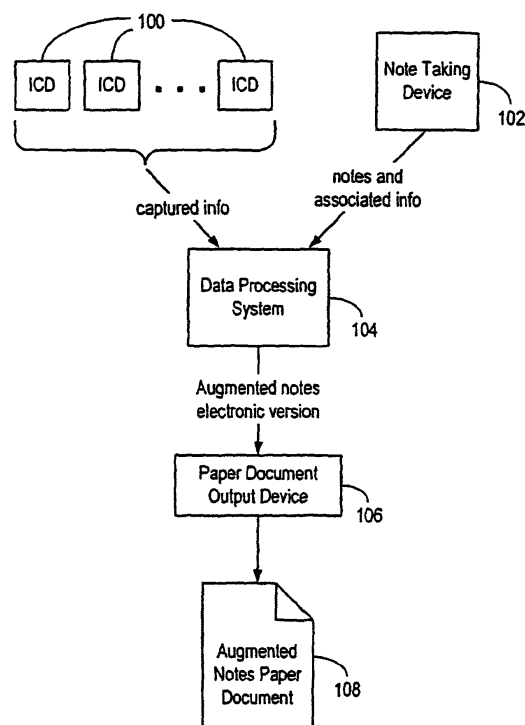 100
ICD
ICD
ICD
Note Taking
Device
102
captured info
notes and
associated info
Data Processing
System
104
Augmented notes
electronic version
Paper Document
Output Device
106
Augmented
Notes Paper
Document
108